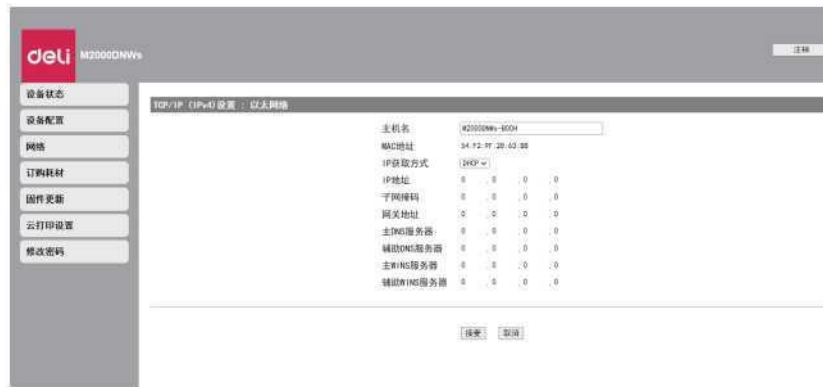 deli M2000DNWs
注销
设备状态
设备配置
网络
订购耗材
固件更新
云打印设置
修改密码
TCP/IP (IPv4)设置 : 以太网络
主机名
MAC地址
IP获取方式 DHCP
IP地址 0 . 0 . 0 . 0
子网掩码 0 . 0 . 0 . 0
网关地址 0 . 0 . 0 . 0
主DNS服务器 0 . 0 . 0 . 0
辅助DNS服务器 0 . 0 . 0 . 0
主WINS服务器 0 . 0 . 0 . 0
辅助WINS服务器 0 . 0 . 0 . 0
接受 取消